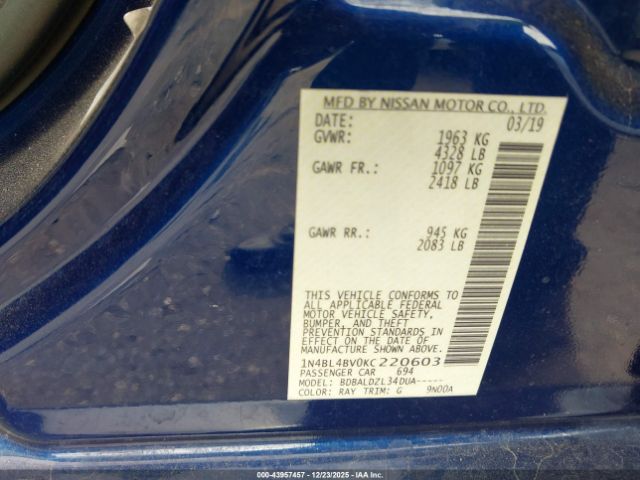 MFD BY NISSAN MOTOR CO., LTD.
DATE: 03/19
GVWR: 1963 KG
4328 LB
GAWR FR.: 1097 KG
2418 LB
GAWR RR.: 945 KG
2083 LB
THIS VEHICLE CONFORMS TO
ALL APPLICABLE FEDERAL
MOTOR VEHICLE SAFETY,
BUMPER, AND THEFT
PREVENTION STANDARDS IN
EFFECT ON THE DATE OF
MANUFACTURE SHOWN ABOVE.
1N4BL4BV0KC220603
PASSENGER CAR 694
MODEL: BDBALDZL34DUA-----
COLOR: RAY TRIM: G 9N00A
000-43957457 | 12/23/2025 - COPYRIGHT © IAA, LLC